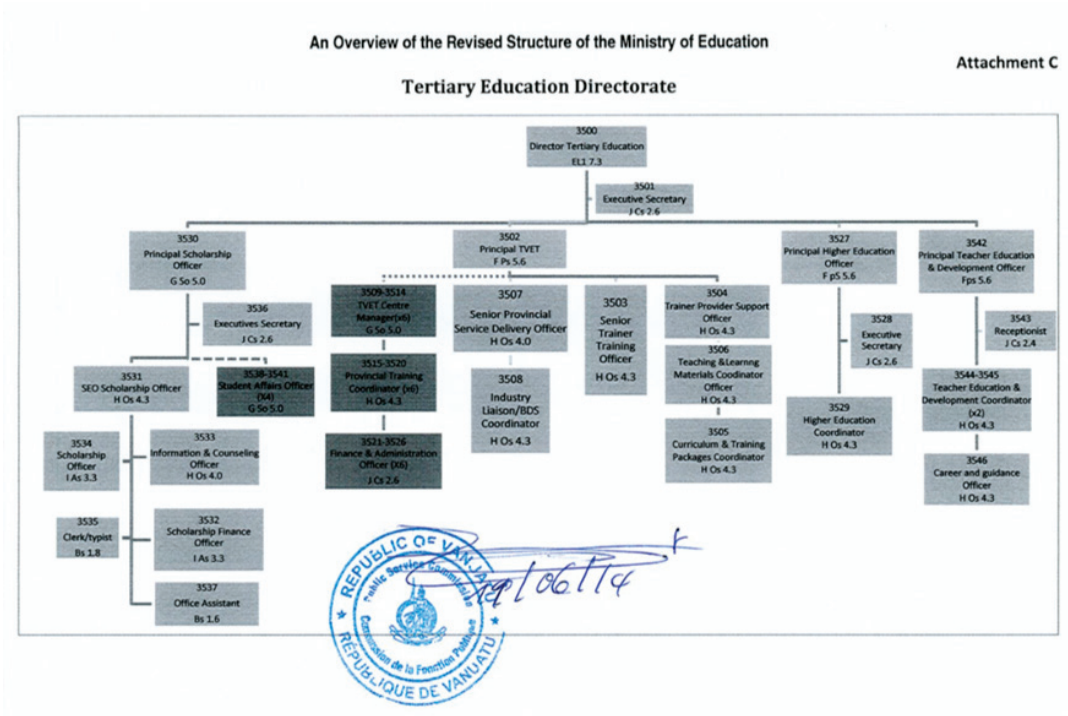 An Overview of the Revised Structure of the Ministry of Education
Attachment C
Tertiary Education Directorate
3500
Director Tertiary Education
EL1 7.3
3501
Executive Secretary
J Cs 2.6
3530
Principal Scholarship
Officer
G So 5.0
3502
Principal TVET
F Ps 5.6
3527
Principal Higher Education
Officer
F pS 5.6
3542
Principal Teacher Education
& Development Officer
Fps 5.6
3536
Executives Secretary
J Cs 2.6
3509-3514
TVET Centre
Manager(x6)
G So 5.0
3507
Senior Provincial
Service Delivery Officer
H Os 4.0
3503
Senior
Trainer
Training
Officer
H Os 4.3
3504
Trainer Provider Support
Officer
H Os 4.3
3528
Executive
Secretary
J Cs 2.6
3543
Receptionist
J Cs 2.4
3531
SEO Scholarship Officer
H Os 4.3
3538-3541
Student Affairs Officer
(X4)
G So 5.0
3515-3520
Provincial Training
Coordinator (x6)
H Os 4.3
3508
Industry
Liaison/BDS
Coordinator
H Os 4.3
3506
Teaching &Learnng
Materials Coodinator
Officer
H Os 4.3
3529
Higher Education
Coordinator
H Os 4.3
3544-3545
Teacher Education &
Development Coordinator
(x2)
H Os 4.3
3534
Scholarship
Officer
I As 3.3
3533
Information & Counseling
Officer
H Os 4.0
3521-3526
Finance & Administration
Officer (X6)
J Cs 2.6
3505
Curriculum & Training
Packages Coordinator
H Os 4.3
3546
Career and guidance
Officer
H Os 4.3
3535
Clerk/typist
Bs 1.8
3532
Scholarship Finance
Officer
I As 3.3
3537
Office Assistant
Bs 1.6
19/06/14
REPUBLIC OF VANUATU
Public Service Commission
Commission de la Fonction Publique
RÉPUBLIQUE DE VANUATU